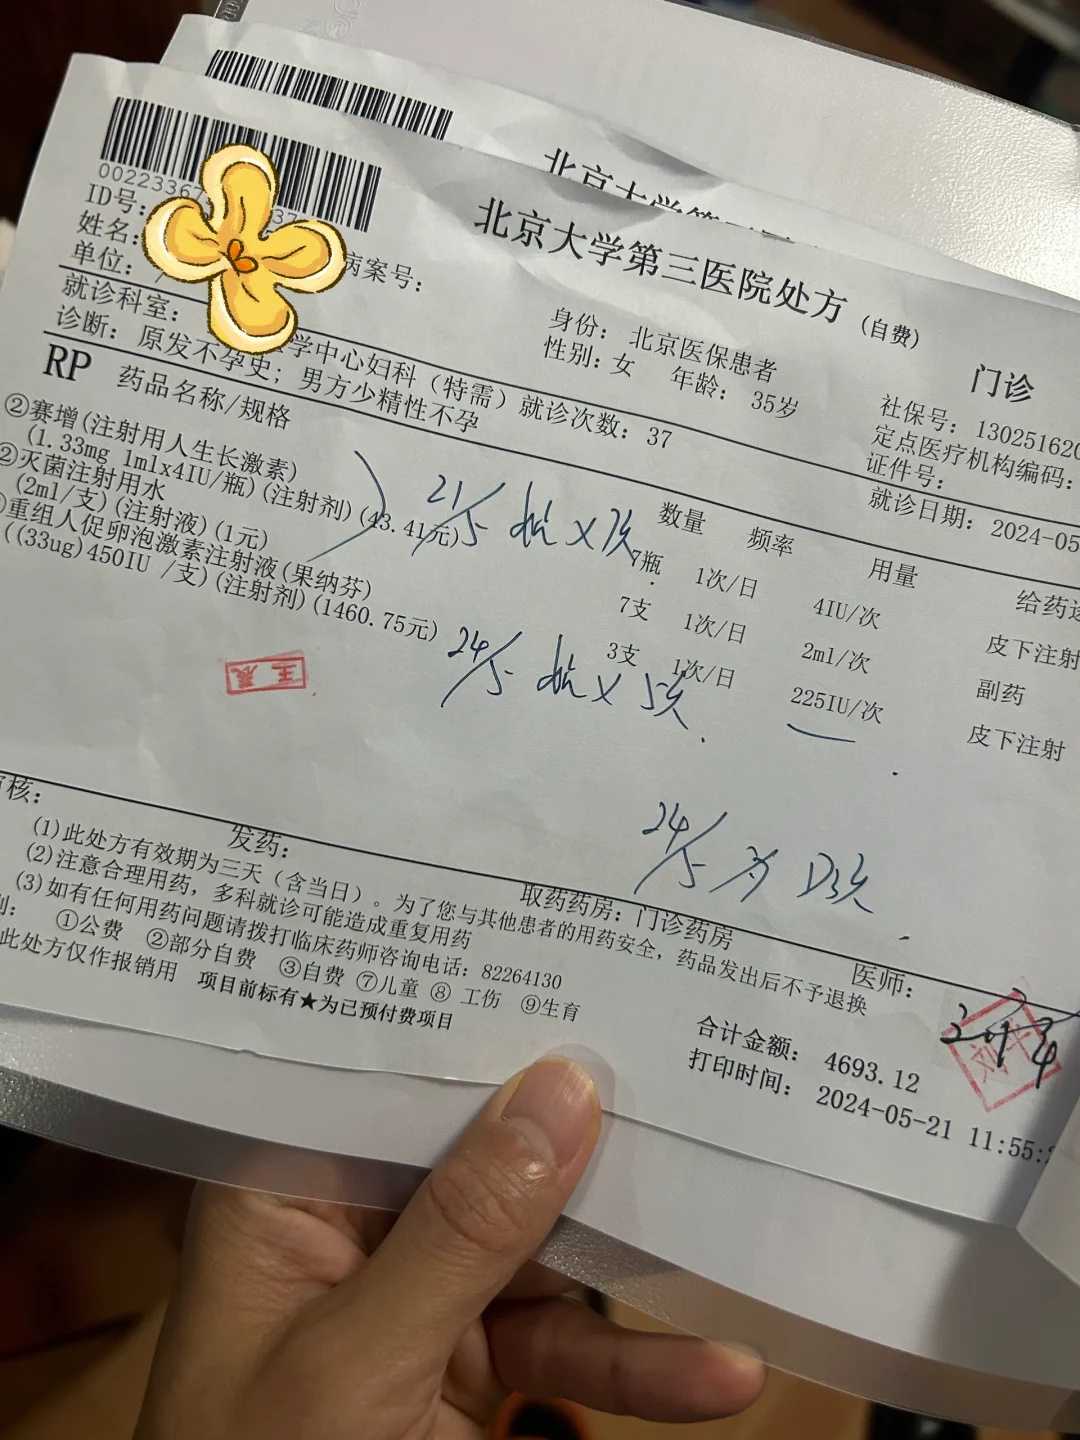 北京大学第三医院处方 (自费)
门诊
ID号:
姓名:
病案号:
单位:
身份: 北京医保患者
性别: 女 年龄: 35岁
社保号: 130251620
定点医疗机构编码:
证件号:
就诊科室: 学中心妇科 (特需) 就诊次数: 37
就诊日期: 2024-05
诊断: 原发不孕史; 男方少精性不孕
RP 药品名称/规格 数量 频率 用量 给药途
②赛增(注射用人生长激素)
(1.33mg 1mlx4IU/瓶)(注射剂)(43.41元) 7瓶 1次/日 4IU/次 皮下注射
②灭菌注射用水
(2ml/支)(注射液)(1元) 7支 1次/日 2ml/次 副药
重组人促卵泡激素注射液(果纳芬)
((33ug)450IU /支)(注射剂)(1460.75元) 3支 1次/日 225IU/次 皮下注射
21/5
24/5
王晨
24/5
审核:
发药:
取药药房: 门诊药房
医师:
(1)此处方有效期为三天 (含当日)。为了您与其他患者的用药安全, 药品发出后不予退换
(2)注意合理用药, 多科就诊可能造成重复用药
(3)如有任何用药问题请拨打临床药师咨询电话: 82264130
①公费 ②部分自费 ③自费 ⑦儿童 ⑧ 工伤 ⑨生育
此处方仅作报销用 项目前标有★为已预付费项目
合计金额: 4693.12
打印时间: 2024-05-21 11:55: